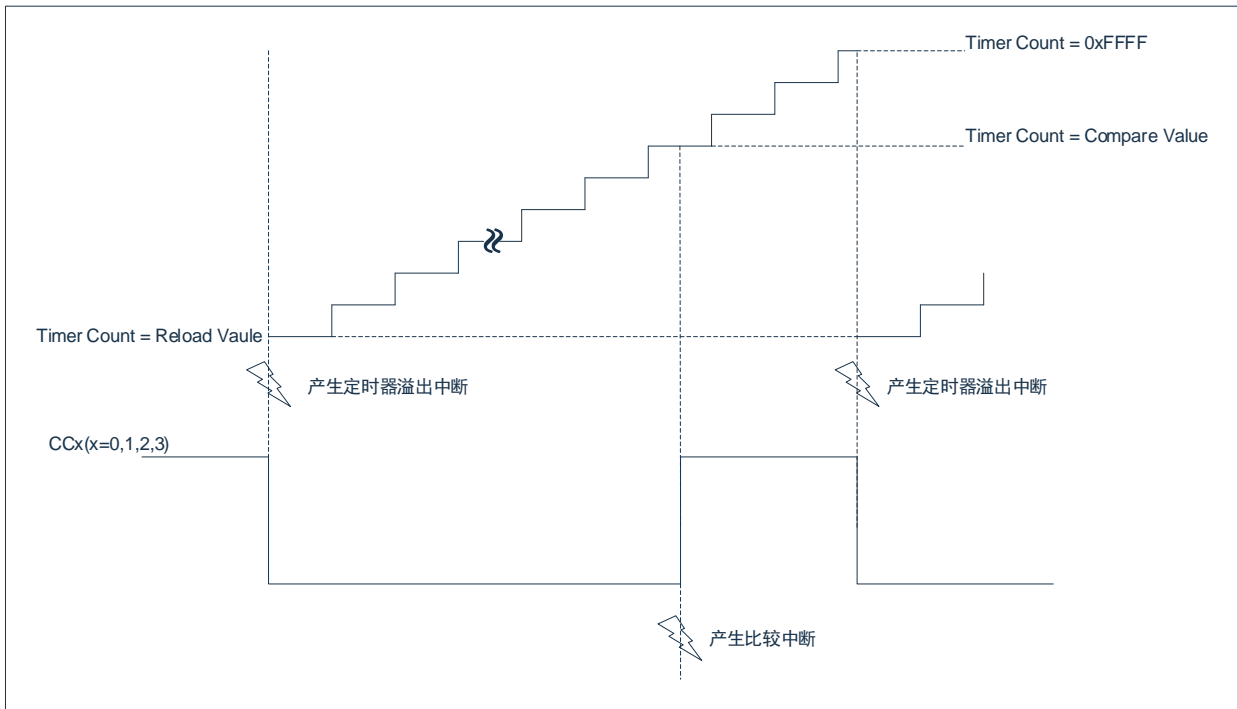 Timer Count = 0xFFFF
Timer Count = Compare Value
Timer Count = Reload Vaule
产生定时器溢出中断
产生定时器溢出中断
CCx(x=0,1,2,3)
产生比较中断